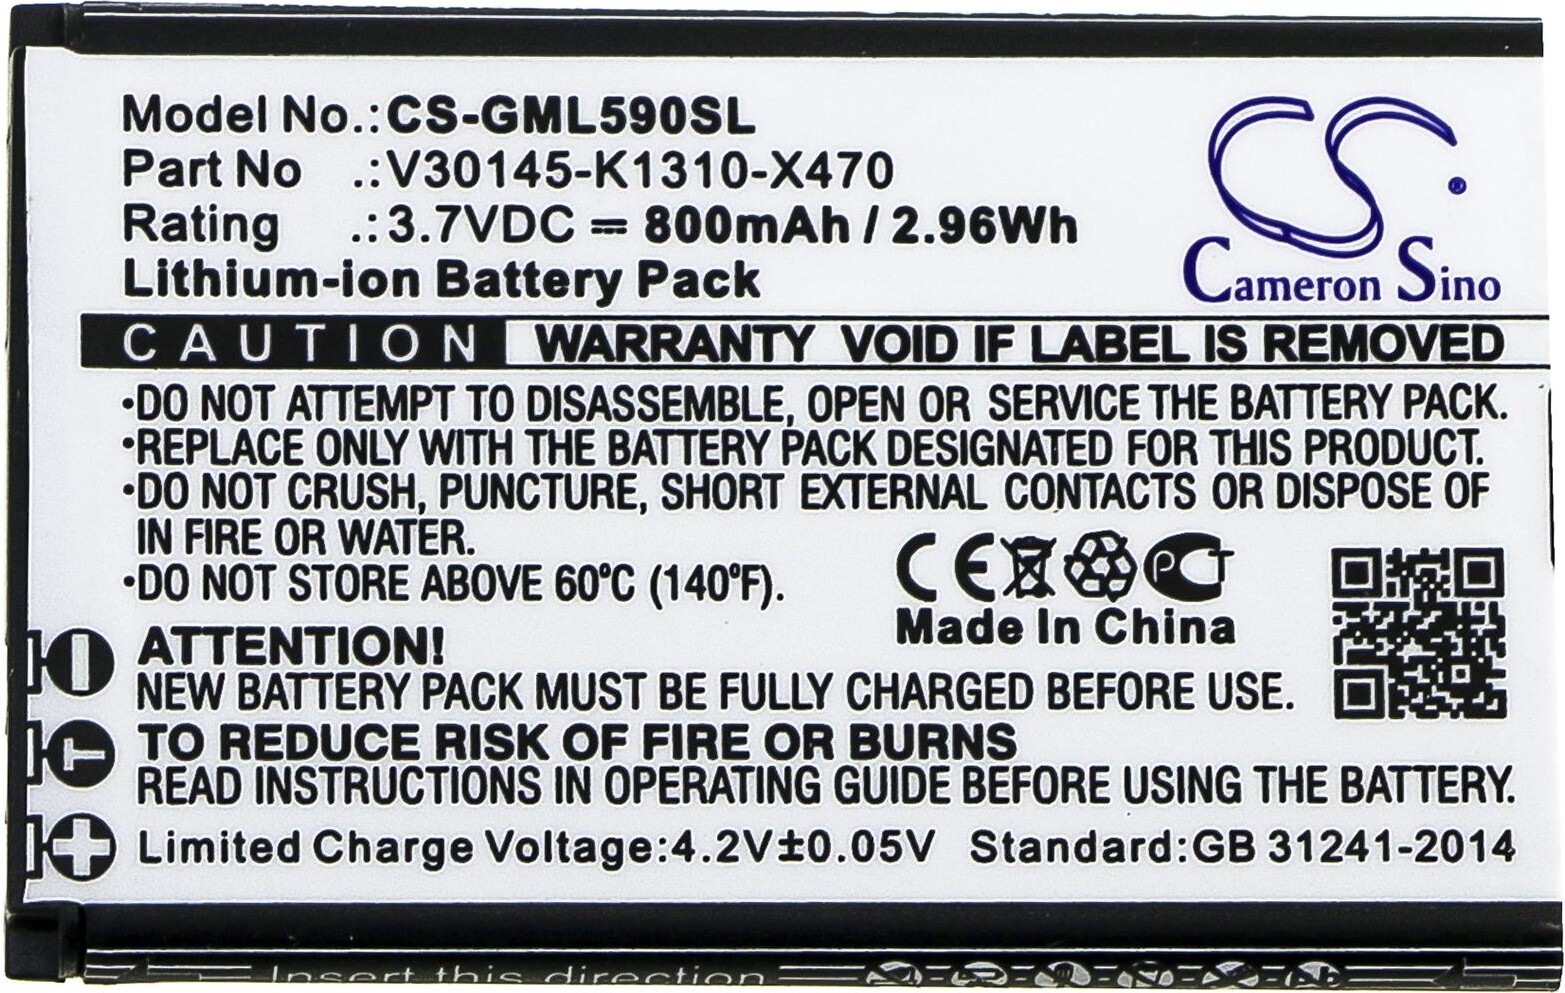 Model No.:CS-GML590SL
Part No .:V30145-K1310-X470
Rating .:3.7VDC ⎓ 800mAh / 2.96Wh
Lithium-ion Battery Pack
CS.
Cameron Sino
CAUTION WARRANTY VOID IF LABEL IS REMOVED
•DO NOT ATTEMPT TO DISASSEMBLE, OPEN OR SERVICE THE BATTERY PACK.
•REPLACE ONLY WITH THE BATTERY PACK DESIGNATED FOR THIS PRODUCT.
•DO NOT CRUSH, PUNCTURE, SHORT EXTERNAL CONTACTS OR DISPOSE OF
IN FIRE OR WATER.
•DO NOT STORE ABOVE 60ºC (140ºF).
CE PCT
Made In China
ATTENTION!
NEW BATTERY PACK MUST BE FULLY CHARGED BEFORE USE.
TO REDUCE RISK OF FIRE OR BURNS
READ INSTRUCTIONS IN OPERATING GUIDE BEFORE USING THE BATTERY.
Limited Charge Voltage:4.2V±0.05V Standard:GB 31241-2014
− T +
Insert this direction